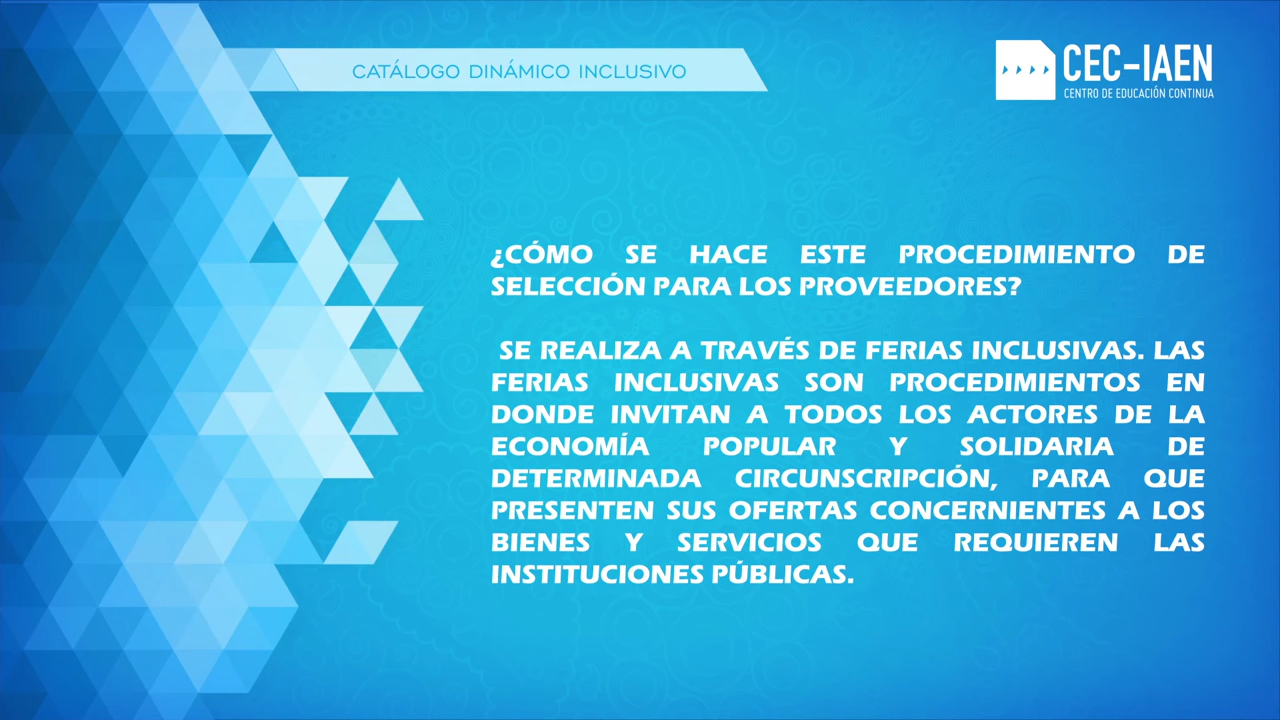 CATÁLOGO DINÁMICO INCLUSIVO
CEC-IAEN
CENTRO DE EDUCACIÓN CONTINUA
¿CÓMO SE HACE ESTE PROCEDIMIENTO DE
SELECCIÓN PARA LOS PROVEEDORES?
SE REALIZA A TRAVÉS DE FERIAS INCLUSIVAS. LAS
FERIAS INCLUSIVAS SON PROCEDIMIENTOS EN
DONDE INVITAN A TODOS LOS ACTORES DE LA
ECONOMÍA POPULAR Y SOLIDARIA DE
DETERMINADA CIRCUNSCRIPCIÓN, PARA QUE
PRESENTEN SUS OFERTAS CONCERNIENTES A LOS
BIENES Y SERVICIOS QUE REQUIEREN LAS
INSTITUCIONES PÚBLICAS.